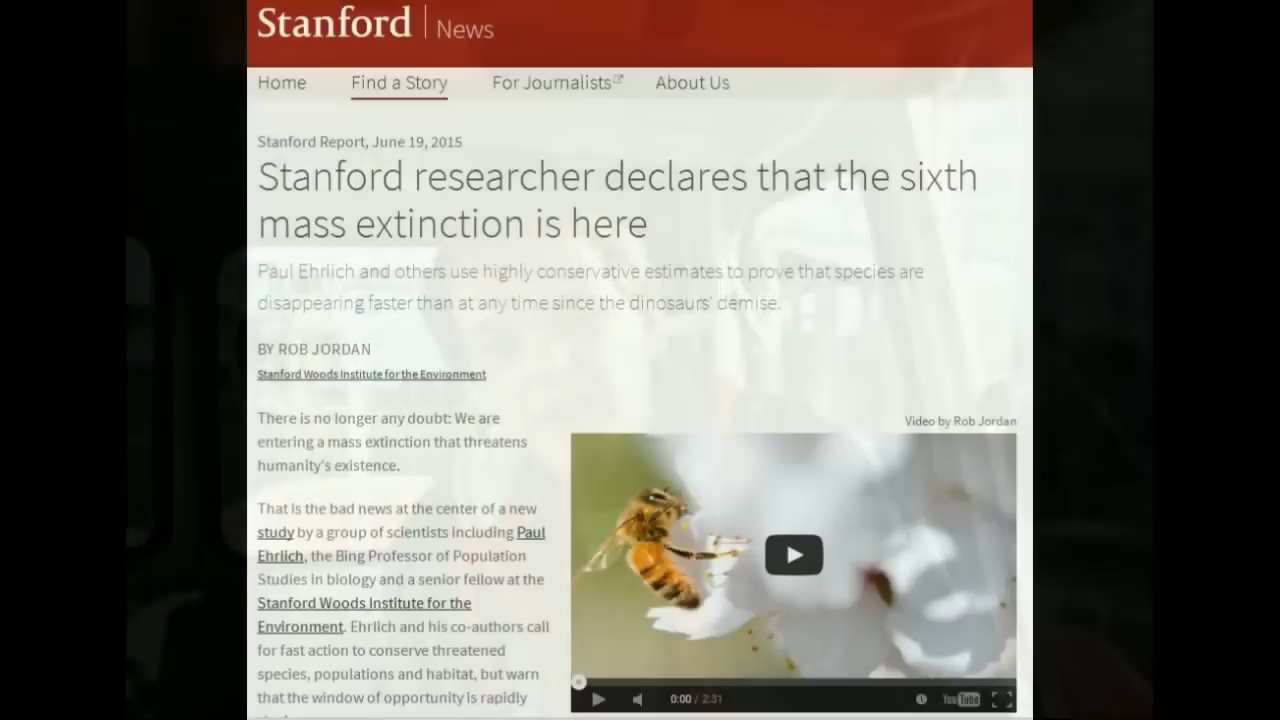 Stanford | News
Home Find a Story For Journalists About Us
Stanford Report, June 19, 2015
Stanford researcher declares that the sixth
mass extinction is here
Paul Ehrlich and others use highly conservative estimates to prove that species are
disappearing faster than at any time since the dinosaurs' demise.
BY ROB JORDAN
Stanford Woods Institute for the Environment
There is no longer any doubt: We are
entering a mass extinction that threatens
humanity's existence.
That is the bad news at the center of a new
study by a group of scientists including Paul
Ehrlich, the Bing Professor of Population
Studies in biology and a senior fellow at the
Stanford Woods Institute for the
Environment. Ehrlich and his co-authors call
for fast action to conserve threatened
species, populations and habitat, but warn
that the window of opportunity is rapidly
Video by Rob Jordan
0:00 / 2:31
YouTube